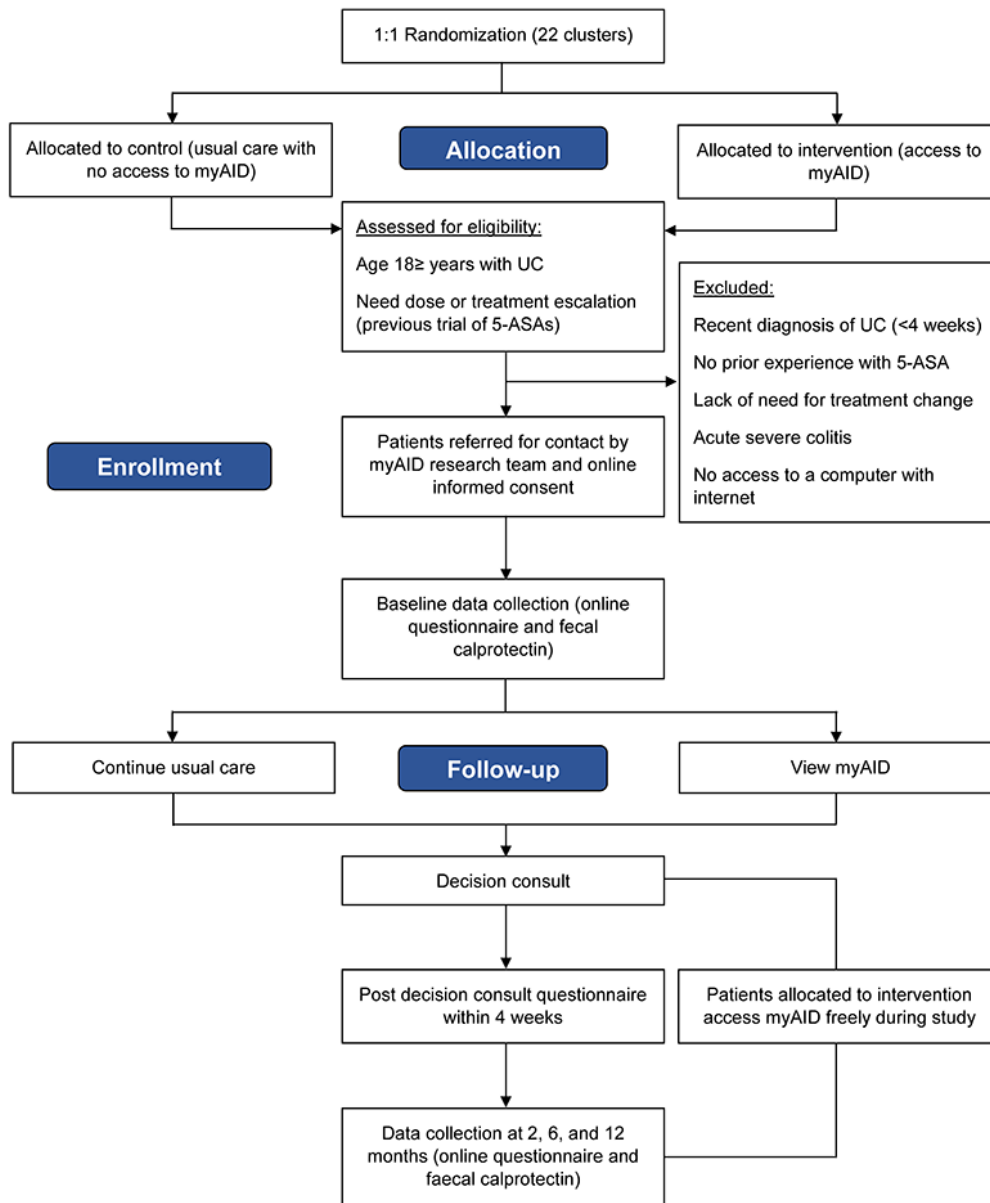 1:1 Randomization (22 clusters)
Allocated to control (usual care with
no access to myAID)
Allocation
Allocated to intervention (access to
myAID)
Assessed for eligibility:
Age 18≥ years with UC
Need dose or treatment escalation
(previous trial of 5-ASAs)
Excluded:
Recent diagnosis of UC (<4 weeks)
No prior experience with 5-ASA
Lack of need for treatment change
Acute severe colitis
No access to a computer with
internet
Enrollment
Patients referred for contact by
myAID research team and online
informed consent
Baseline data collection (online
questionnaire and fecal
calprotectin)
Continue usual care
Follow-up
View myAID
Decision consult
Post decision consult questionnaire
within 4 weeks
Patients allocated to intervention
access myAID freely during study
Data collection at 2, 6, and 12
months (online questionnaire and
faecal calprotectin)